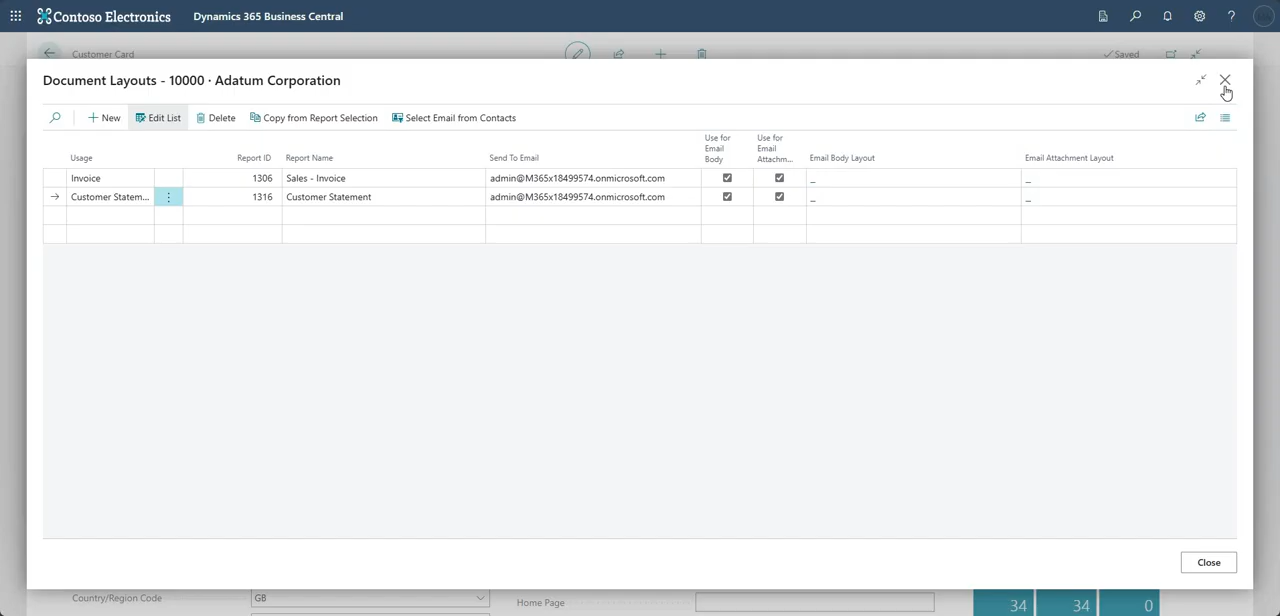 Contoso Electronics Dynamics 365 Business Central
Customer Card Saved
Document Layouts - 10000 · Adatum Corporation
New Edit List Delete Copy from Report Selection Select Email from Contacts
Usage Report ID Report Name Send To Email Use for Email Body Use for Email Attachm... Email Body Layout Email Attachment Layout
Invoice 1306 Sales - Invoice admin@M365x18499574.onmicrosoft.com _ _
Customer Statem... 1316 Customer Statement admin@M365x18499574.onmicrosoft.com _ _
Close
Country/Region Code GB Home Page 34 34 0